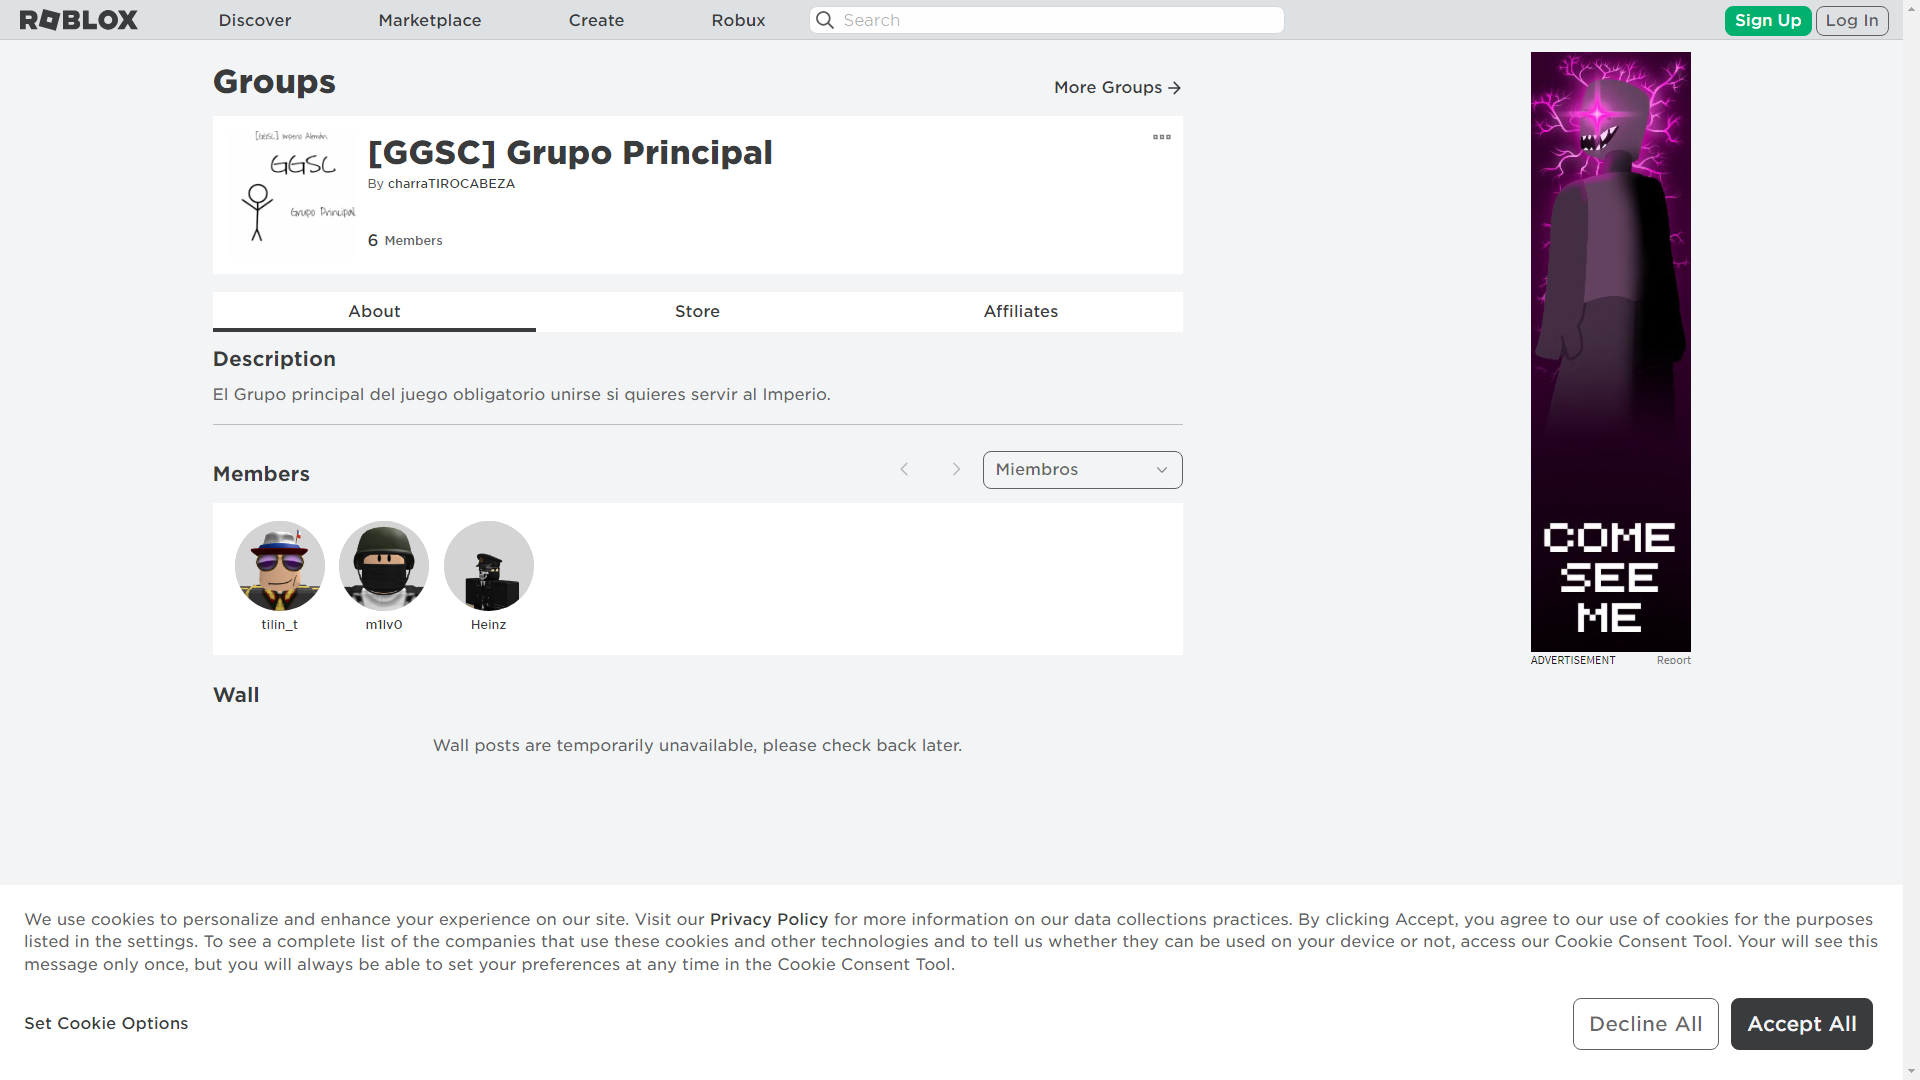 ROBLOX
Discover
Marketplace
Create
Robux
Search
Sign Up
Log In
Groups
More Groups
[GGSC] Imperio Alemán
GGSC
Grupo Principal
[GGSC] Grupo Principal
By charraTIROCABEZA
6 Members
About
Store
Affiliates
Description
El Grupo principal del juego obligatorio unirse si quieres servir al Imperio.
Members
Miembros
tilin_t
m1lv0
Heinz
Wall
Wall posts are temporarily unavailable, please check back later.
COME
SEE
ME
ADVERTISEMENT
Report
We use cookies to personalize and enhance your experience on our site. Visit our Privacy Policy for more information on our data collections practices. By clicking Accept, you agree to our use of cookies for the purposes
listed in the settings. To see a complete list of the companies that use these cookies and other technologies and to tell us whether they can be used on your device or not, access our Cookie Consent Tool. Your will see this
message only once, but you will always be able to set your preferences at any time in the Cookie Consent Tool.
Set Cookie Options
Decline All
Accept All